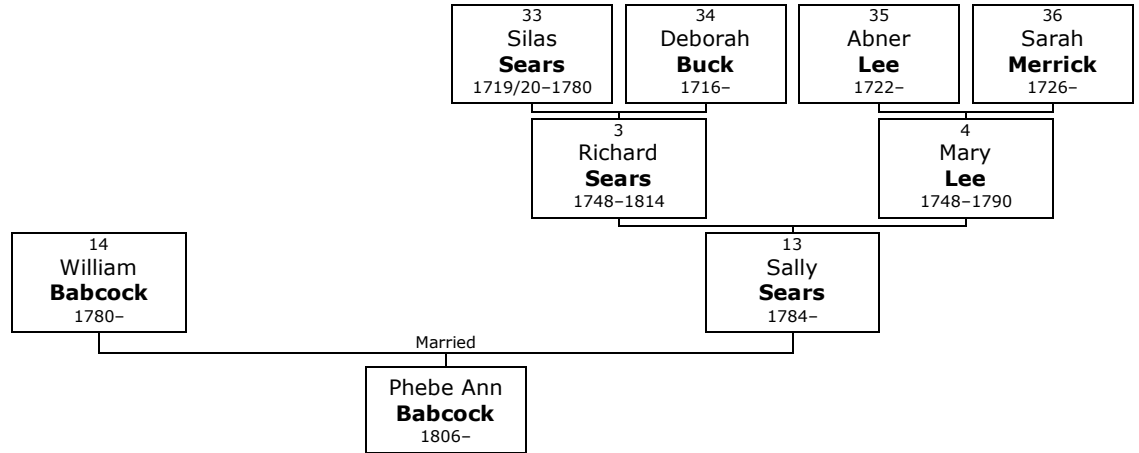 33
Silas
Sears
1719/20–1780
34
Deborah
Buck
1716–
35
Abner
Lee
1722–
36
Sarah
Merrick
1726–
3
Richard
Sears
1748–1814
4
Mary
Lee
1748–1790
14
William
Babcock
1780–
13
Sally
Sears
1784–
Married
Phebe Ann
Babcock
1806–